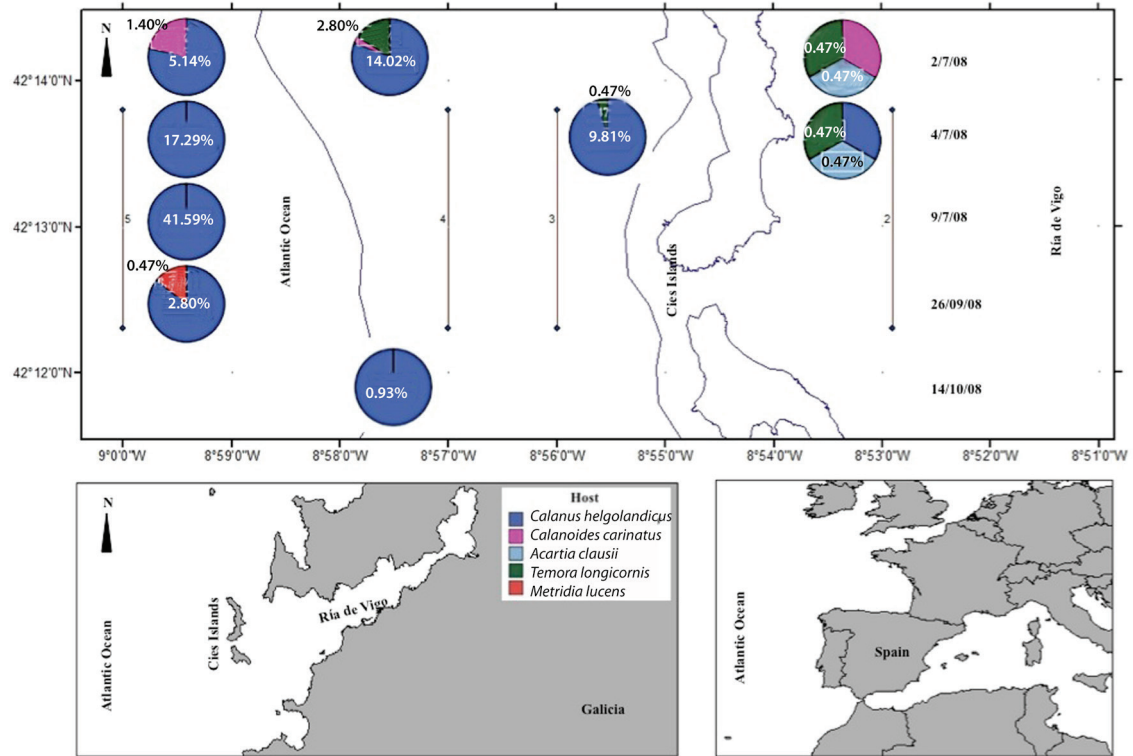 N
1.40%
5.14%
2.80%
14.02%
0.47%
0.47%
2/7/08
42°14'0"N
0.47%
9.81%
17.29%
0.47%
0.47%
4/7/08
5
41.59%
Atlantic Ocean
4
3
Cies Islands
2
9/7/08
Ría de Vigo
42°13'0"N
0.47%
2.80%
26/09/08
42°12'0"N
0.93%
14/10/08
9°0'0"W
8°59'0"W
8°58'0"W
8°57'0"W
8°56'0"W
8°55'0"W
8°54'0"W
8°53'0"W
8°52'0"W
8°51'0"W
N
Atlantic Ocean
Cies Islands
Ría de Vigo
Galicia
Host
Calanus helgolandicus
Calanoides carinatus
Acartia clausii
Temora longicornis
Metridia lucens
Atlantic Ocean
Spain